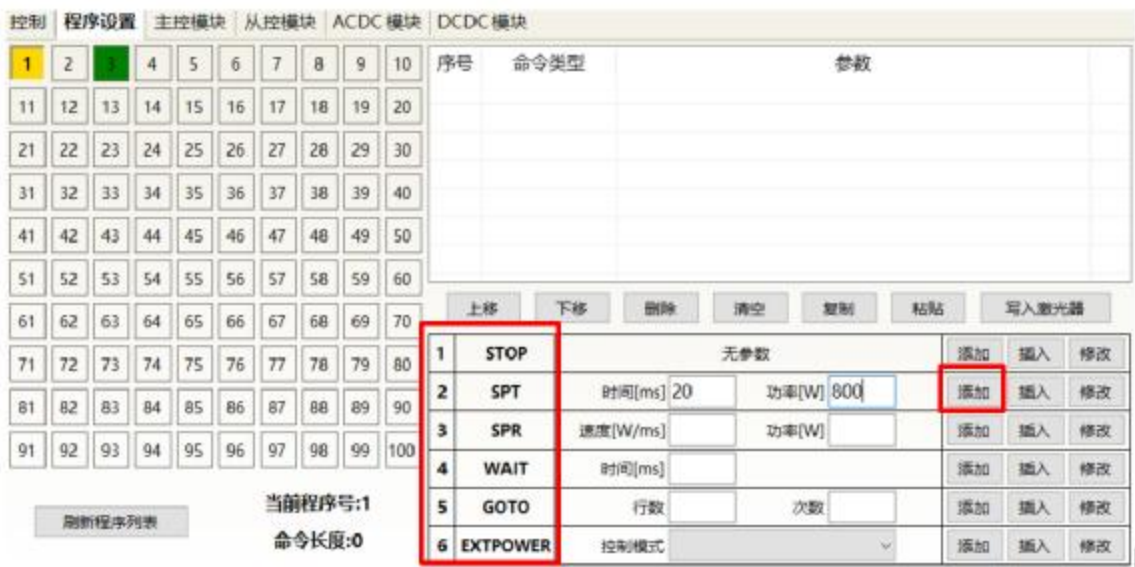 控制 程序设置 主控模块 从控模块 ACDC 模块 DCDC 模块
1 2 3 4 5 6 7 8 9 10
序号 命令类型 参数
11 12 13 14 15 16 17 18 19 20
21 22 23 24 25 26 27 28 29 30
31 32 33 34 35 36 37 38 39 40
41 42 43 44 45 46 47 48 49 50
51 52 53 54 55 56 57 58 59 60
61 62 63 64 65 66 67 68 69 70
71 72 73 74 75 76 77 78 79 80
81 82 83 84 85 86 87 88 89 90
91 92 93 94 95 96 97 98 99 100
刷新程序列表
当前程序号:1
命令长度:0
上移 下移 删除 清空 复制 粘贴 写入激光器
1 STOP 无参数 添加 插入 修改
2 SPT 时间[ms] 20 功率[W] 800 添加 插入 修改
3 SPR 速度[W/ms] 功率[W] 添加 插入 修改
4 WAIT 时间[ms] 添加 插入 修改
5 GOTO 行数 次数 添加 插入 修改
6 EXTPOWER 控制模式 添加 插入 修改